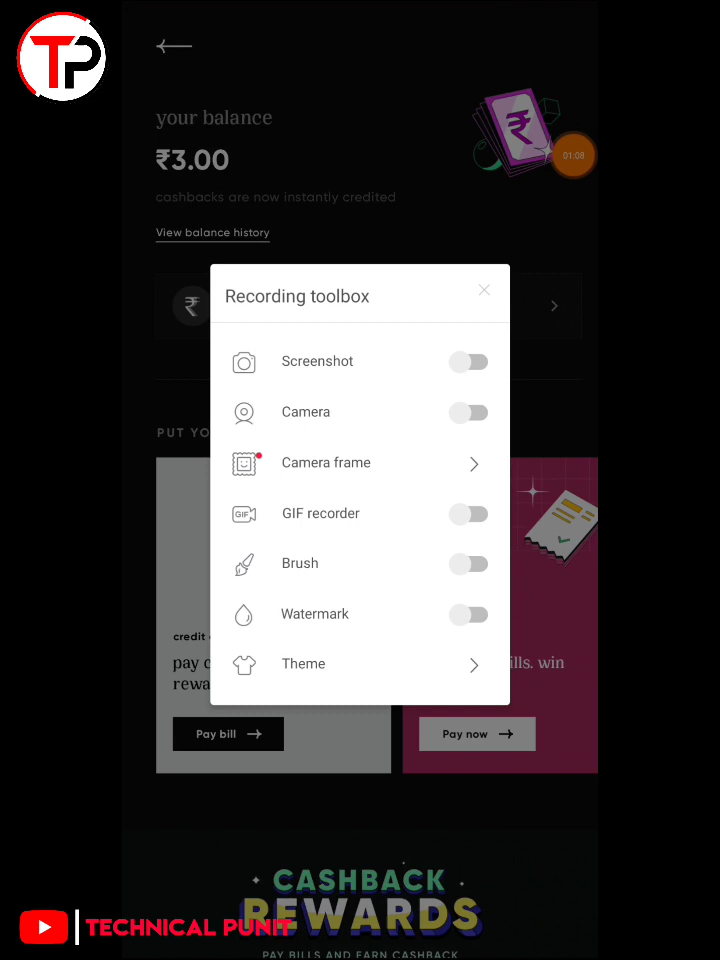 TP
your balance
₹3.00
01:08
cashbacks are now instantly credited
View balance history
₹
Recording toolbox
Screenshot
Camera
PUT YO
Camera frame
GIF
GIF recorder
Brush
Watermark
credit
pay c
ills. win
rewa
Theme
Pay bill
Pay now
CASHBACK
REWARDS
TECHNICAL PUNIT
PAY BILLS AND EARN CASHBACK